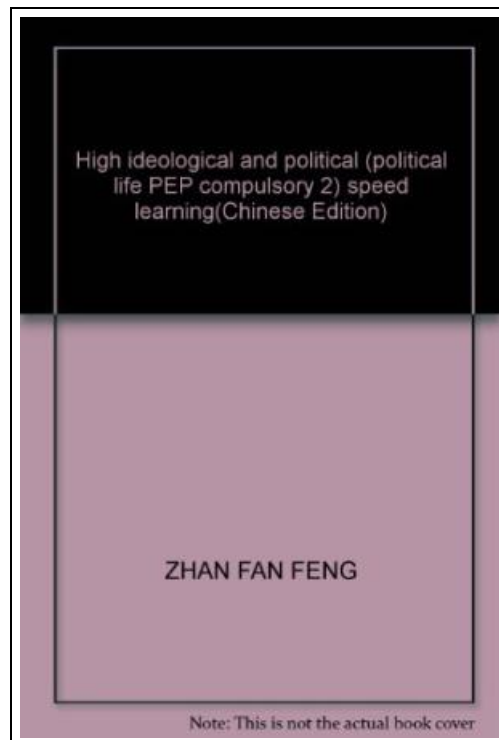 High ideological and political (political
life PEP compulsory 2) speed
learning(Chinese Edition)
ZHAN FAN FENG
Note: This is not the actual book cover